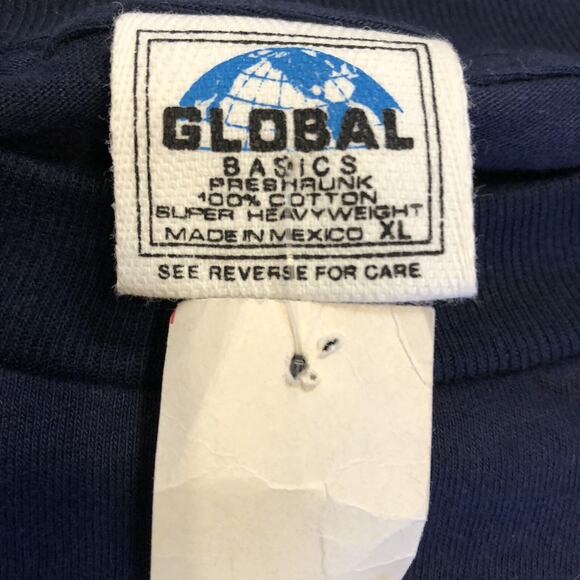 GLOBAL
BASICS
PRESHRUNK
100% COTTON
SUPER HEAVYWEIGHT
MADE IN MEXICO XL
SEE REVERSE FOR CARE